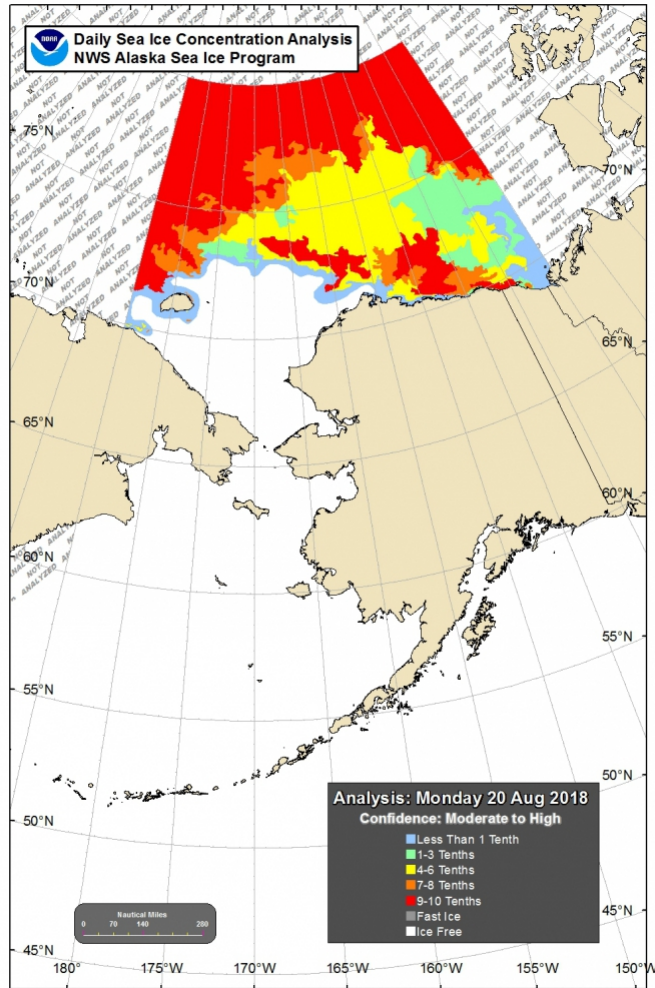 NOAA
Daily Sea Ice Concentration Analysis
NWS Alaska Sea Ice Program
NOT ANALYZED
75°N
70°N
70°N
65°N
65°N
60°N
60°N
55°N
55°N
50°N
50°N
45°N
45°N
Analysis: Monday 20 Aug 2018
Confidence: Moderate to High
Less Than 1 Tenth
1-3 Tenths
4-6 Tenths
7-8 Tenths
9-10 Tenths
Fast Ice
Ice Free
Nautical Miles
0 70 140 280
180° 175°W 170°W 165°W 160°W 155°W 150°W